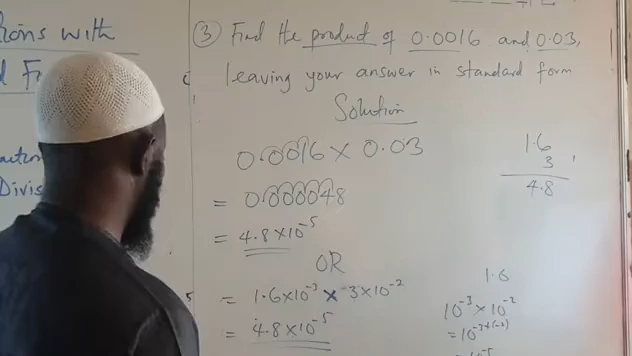 with
③ Find the product of 0.0016 and 0.03,
leaving your answer in standard form
Solution
0.0016 × 0.03
= 0.000048
= 4.8×10⁻⁵
OR
= 1.6×10⁻³ × 3×10⁻²
= 4.8×10⁻⁵
1.6
3
4.8
1.6
10⁻³×10⁻²